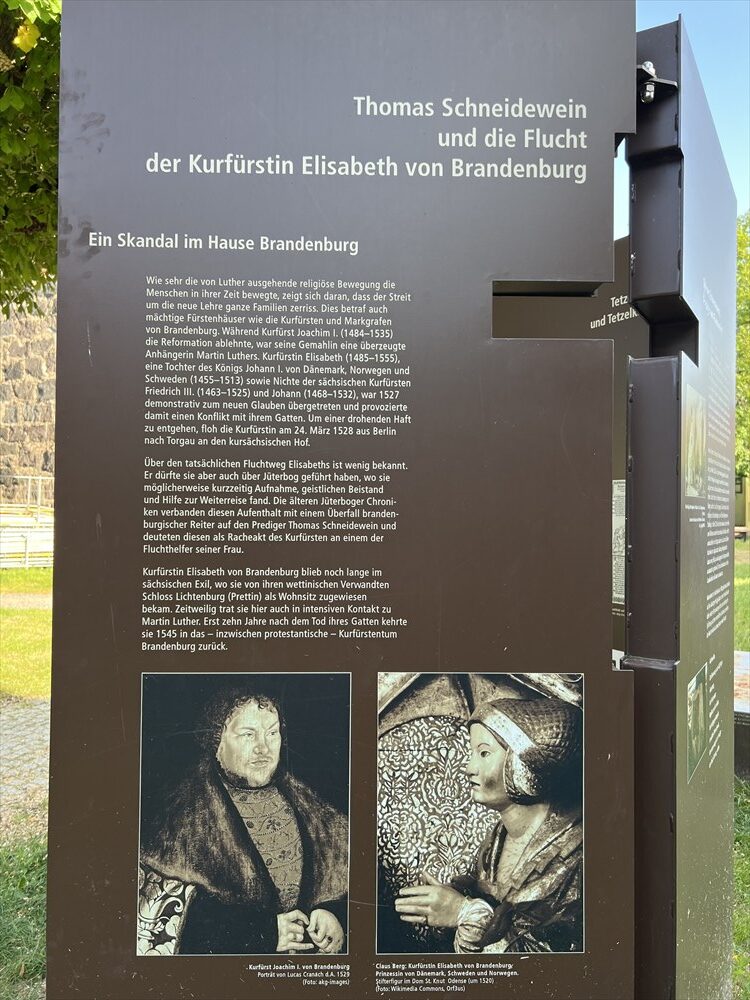 Thomas Schneidewein
und die Flucht
der Kurfürstin Elisabeth von Brandenburg
Ein Skandal im Hause Brandenburg
Wie sehr die von Luther ausgehende religiöse Bewegung die
Menschen in ihrer Zeit bewegte, zeigt sich daran, dass der Streit
um die neue Lehre ganze Familien zerriss. Dies betraf auch
mächtige Fürstenhäuser wie die Kurfürsten und Markgrafen
von Brandenburg. Während Kurfürst Joachim I. (1484–1535)
die Reformation ablehnte, war seine Gemahlin eine überzeugte
Anhängerin Martin Luthers. Kurfürstin Elisabeth (1485–1555),
eine Tochter des Königs Johann I. von Dänemark, Norwegen und
Schweden (1455–1513) sowie Nichte der sächsischen Kurfürsten
Friedrich III. (1463–1525) und Johann (1468–1532), war 1527
demonstrativ zum neuen Glauben übergetreten und provozierte
damit einen Konflikt mit ihrem Gatten. Um einer drohenden Haft
zu entgehen, floh die Kurfürstin am 24. März 1528 aus Berlin
nach Torgau an den kursächsischen Hof.
Über den tatsächlichen Fluchtweg Elisabeths ist wenig bekannt.
Er dürfte sie aber auch über Jüterbog geführt haben, wo sie
möglicherweise kurzzeitig Aufnahme, geistlichen Beistand
und Hilfe zur Weiterreise fand. Die älteren Jüterboger Chroni-
ken verbanden diesen Aufenthalt mit einem Überfall branden-
burgischer Reiter auf den Prediger Thomas Schneidewein und
deuteten diesen als Racheakt des Kurfürsten an einem der
Fluchthelfer seiner Frau.
Kurfürstin Elisabeth von Brandenburg blieb noch lange im
sächsischen Exil, wo sie von ihren wettinischen Verwandten
Schloss Lichtenburg (Prettin) als Wohnsitz zugewiesen
bekam. Zeitweilig trat sie hier auch in intensiven Kontakt zu
Martin Luther. Erst zehn Jahre nach dem Tod ihres Gatten kehrte
sie 1545 in das – inzwischen protestantische – Kurfürstentum
Brandenburg zurück.
Kurfürst Joachim I. von Brandenburg
Porträt von Lucas Cranach d.Ä. 1529
(Foto: akg-images)
Claus Berg: Kurfürstin Elisabeth von Brandenburg/
Prinzessin von Dänemark, Schweden und Norwegen.
Stifterfigur im Dom St. Knut Odense (um 1520)
(Foto: Wikimedia Commons, Orf3us)
Tetz
und Tetzel